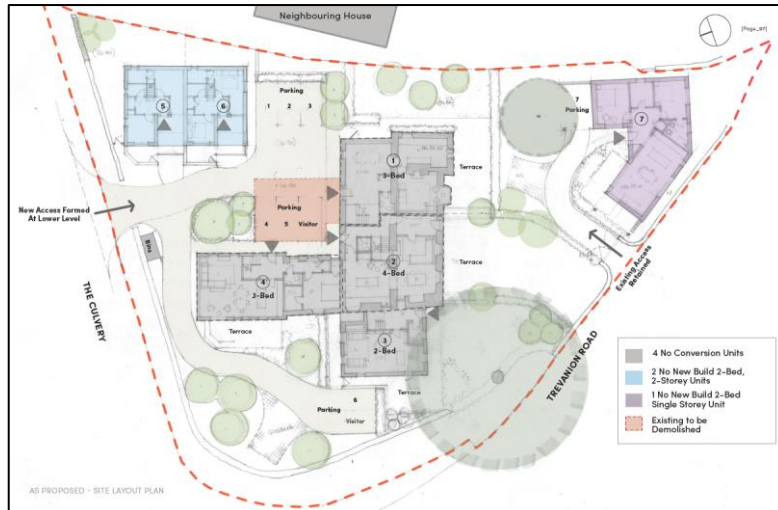 Neighbouring House
[Page_07]
Parking
1 2 3
5
6
7
Parking
7
1
3-Bed
Terrace
New Access Formed
At Lower Level
Parking
4 5 Visitor
Bins
2
4-Bed
Terrace
Existing Access
Retained
4
3-Bed
THE CULVERY
Terrace
3
2-Bed
TREVANION ROAD
6
Parking
Visitor
Terrace
4 No Conversion Units
2 No New Build 2-Bed,
2-Storey Units
1 No New Build 2-Bed
Single Storey Unit
Existing to be
Demolished
AS PROPOSED - SITE LAYOUT PLAN